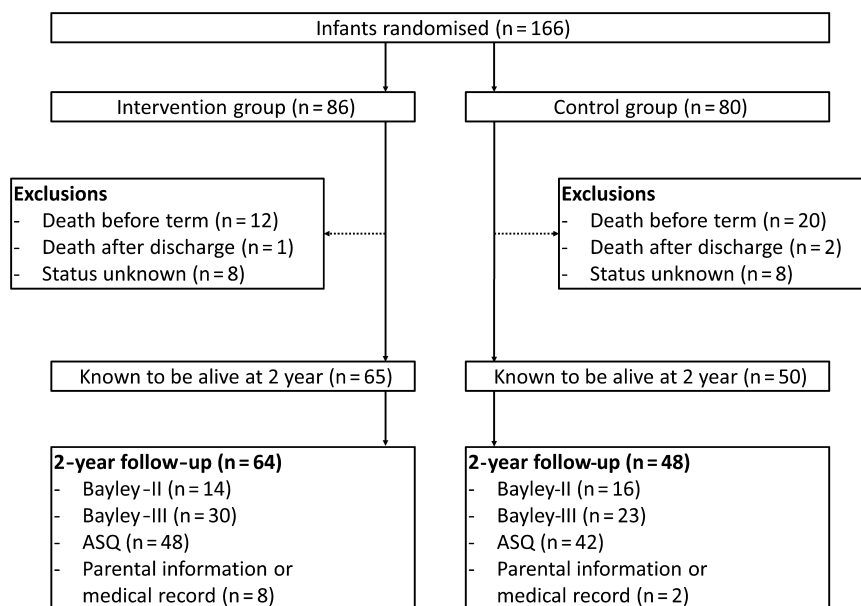 Infants randomised (n = 166)
Intervention group (n = 86)
Control group (n = 80)
Exclusions
- Death before term (n = 12)
- Death after discharge (n = 1)
- Status unknown (n = 8)
Exclusions
- Death before term (n = 20)
- Death after discharge (n = 2)
- Status unknown (n = 8)
Known to be alive at 2 year (n = 65)
Known to be alive at 2 year (n = 50)
2-year follow-up (n = 64)
- Bayley-II (n = 14)
- Bayley-III (n = 30)
- ASQ (n = 48)
- Parental information or
medical record (n = 8)
2-year follow-up (n = 48)
- Bayley-II (n = 16)
- Bayley-III (n = 23)
- ASQ (n = 42)
- Parental information or
medical record (n = 2)